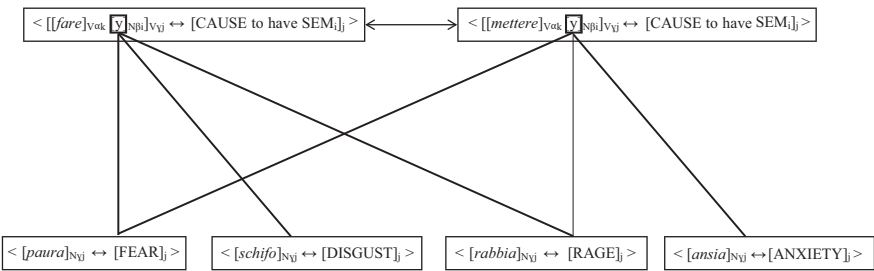 < [[fare]Vαk [y]Nβi]Vγj ↔ [CAUSE to have SEMi]j >
< [[mettere]Vαk [y]Nβi]Vγj ↔ [CAUSE to have SEMi]j >
< [paura]Nγj ↔ [FEAR]j >
< [schifo]Nγj ↔ [DISGUST]j >
< [rabbia]Nγj ↔ [RAGE]j >
< [ansia]Nγj ↔ [ANXIETY]j >